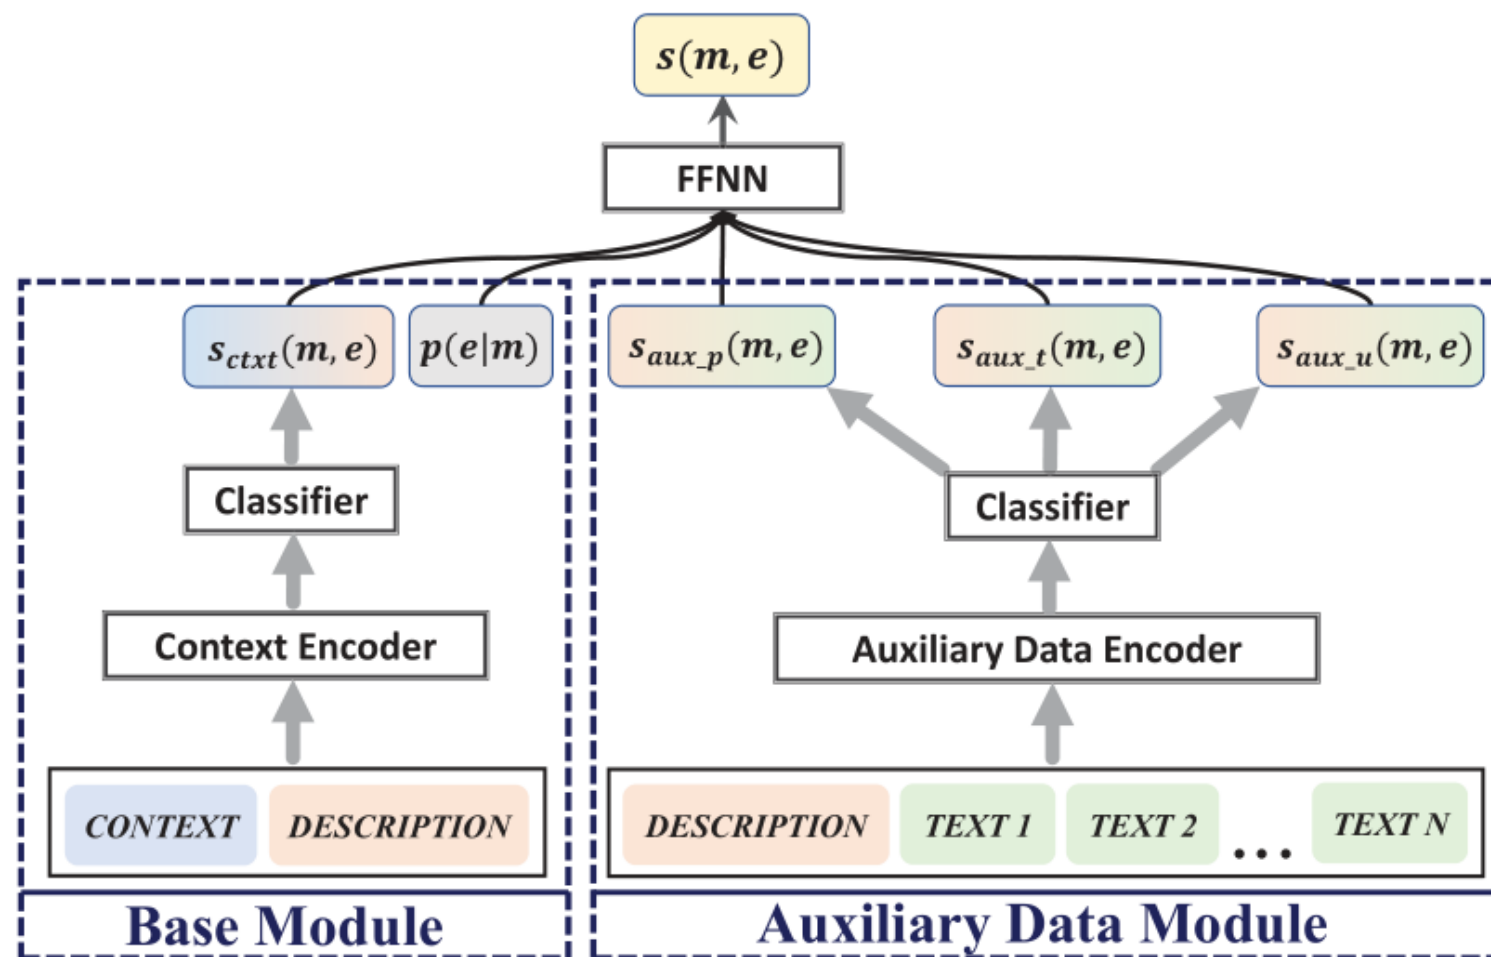 s(m, e)
FFNN
s_ctxt(m, e) p(e|m) s_aux_p(m, e) s_aux_t(m, e) s_aux_u(m, e)
Classifier Classifier
Context Encoder Auxiliary Data Encoder
CONTEXT DESCRIPTION DESCRIPTION TEXT 1 TEXT 2 ... TEXT N
Base Module Auxiliary Data Module